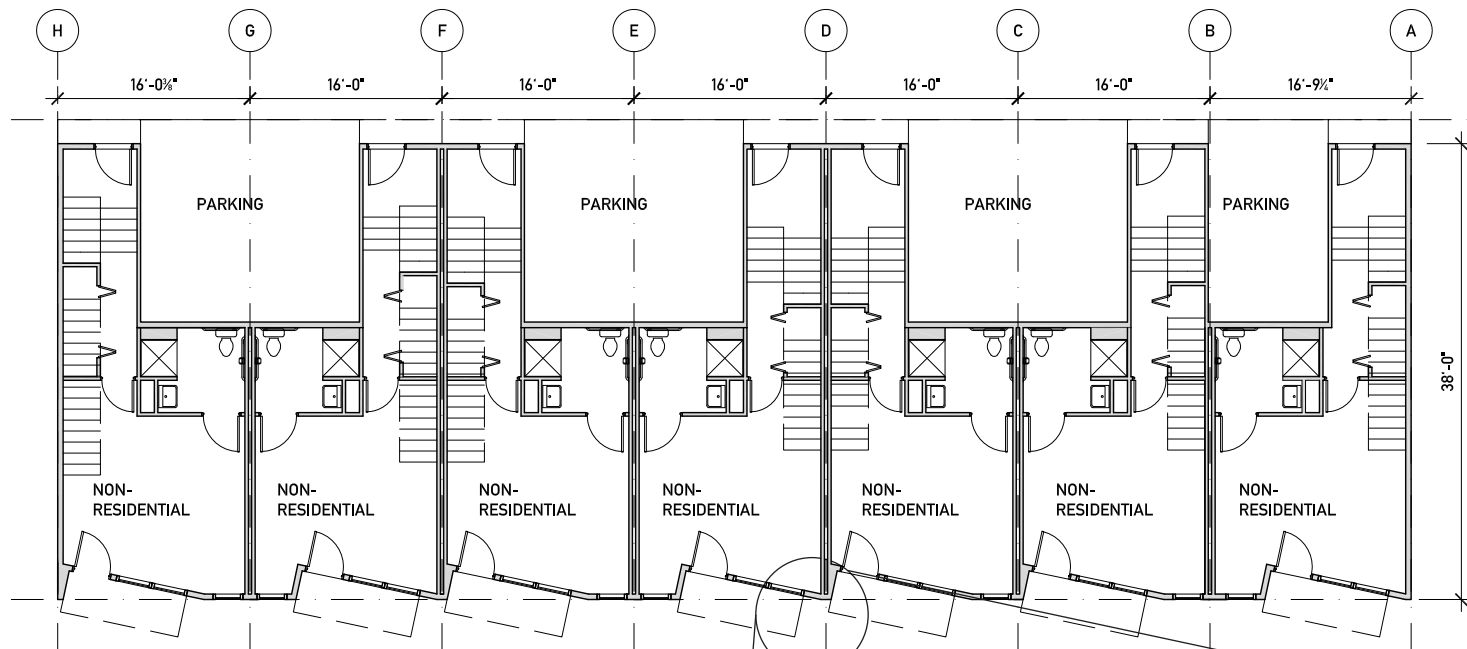 H G F E D C B A
16'-0⅜" 16'-0" 16'-0" 16'-0" 16'-0" 16'-0" 16'-9¼"
PARKING PARKING PARKING PARKING
38'-0"
NON- NON- NON- NON- NON- NON- NON-
RESIDENTIAL RESIDENTIAL RESIDENTIAL RESIDENTIAL RESIDENTIAL RESIDENTIAL RESIDENTIAL